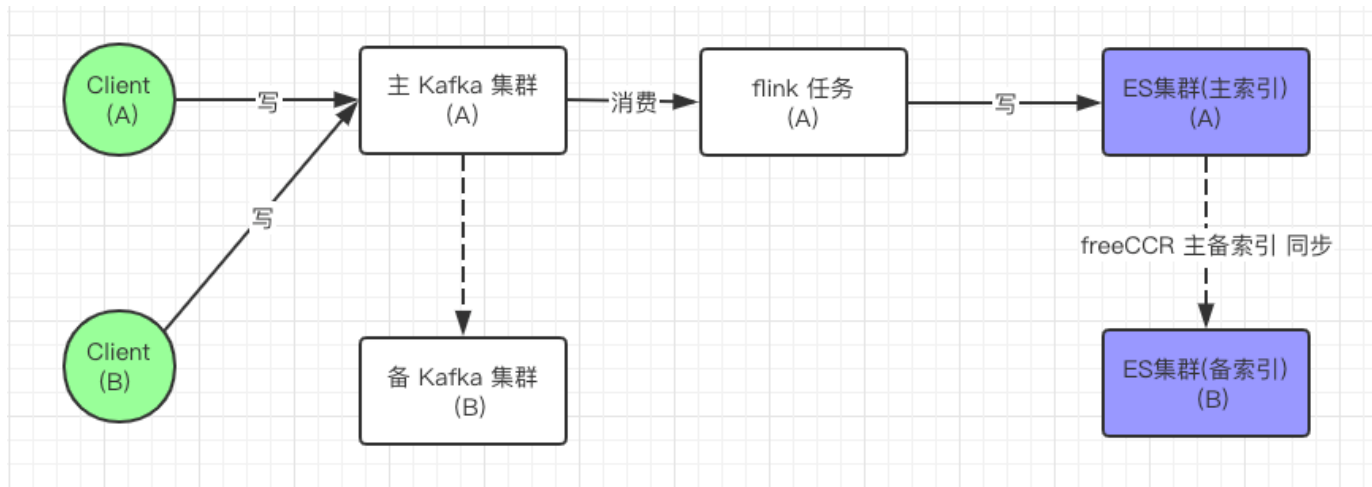 Client
(A)
写
主 Kafka 集群
(A)
消费
flink 任务
(A)
写
ES集群(主索引)
(A)
写
freeCCR 主备索引 同步
Client
(B)
备 Kafka 集群
(B)
ES集群(备索引)
(B)